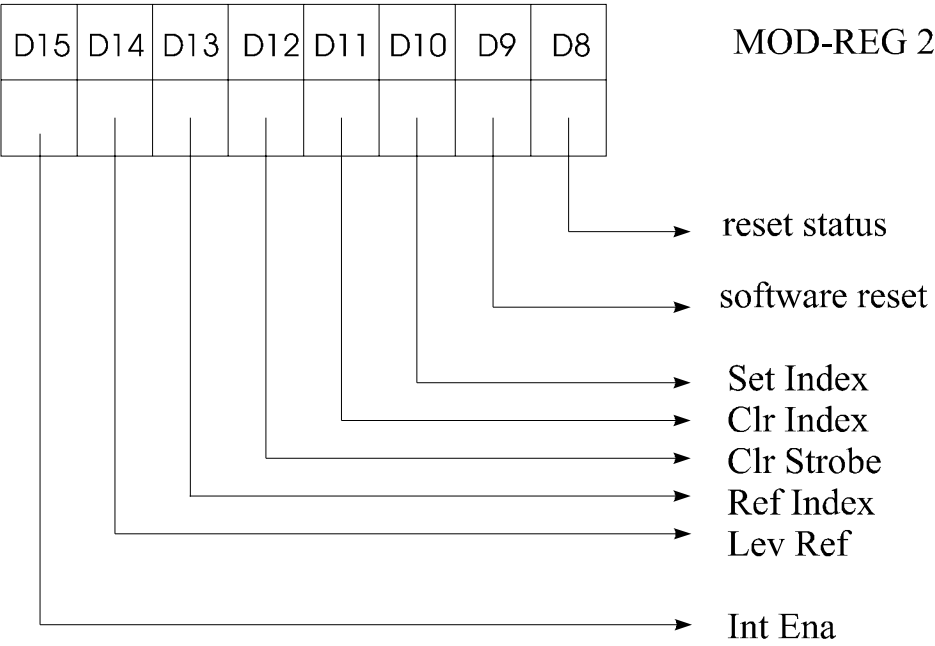 D15 D14 D13 D12 D11 D10 D9 D8 MOD-REG 2
reset status
software reset
Set Index
Clr Index
Clr Strobe
Ref Index
Lev Ref
Int Ena